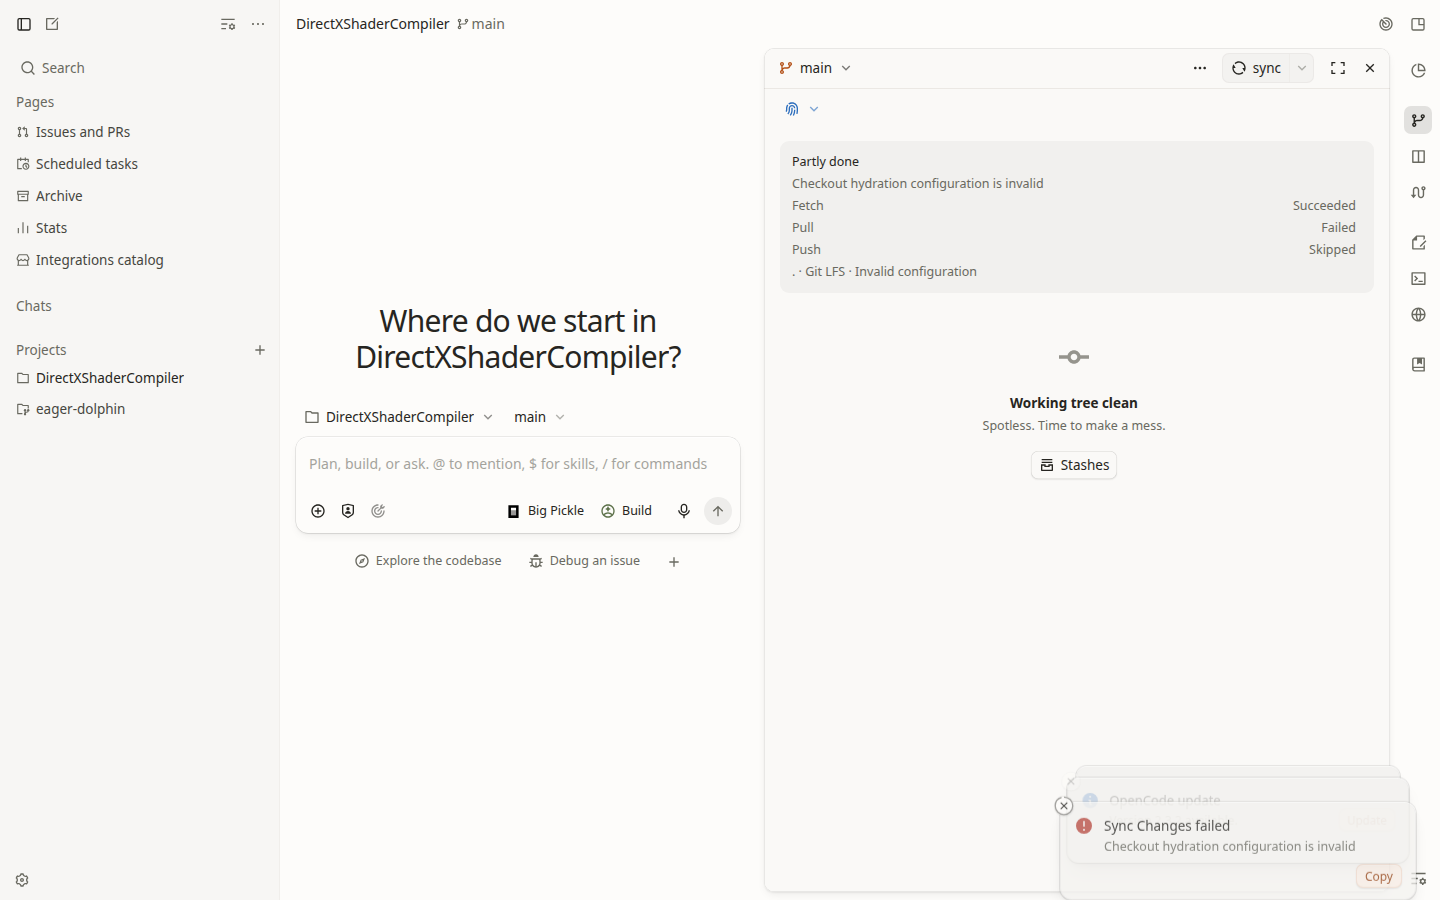 DirectXShaderCompiler main
Search
Pages
Issues and PRs
Scheduled tasks
Archive
Stats
Integrations catalog
Chats
Projects
DirectXShaderCompiler
eager-dolphin
Where do we start in
DirectXShaderCompiler?
DirectXShaderCompiler main
Plan, build, or ask. @ to mention, $ for skills, / for commands
Big Pickle Build
Explore the codebase Debug an issue
main sync
Partly done
Checkout hydration configuration is invalid
Fetch Succeeded
Pull Failed
Push Skipped
. · Git LFS · Invalid configuration
Working tree clean
Spotless. Time to make a mess.
Stashes
OpenCode update
Sync Changes failed
Checkout hydration configuration is invalid
Copy